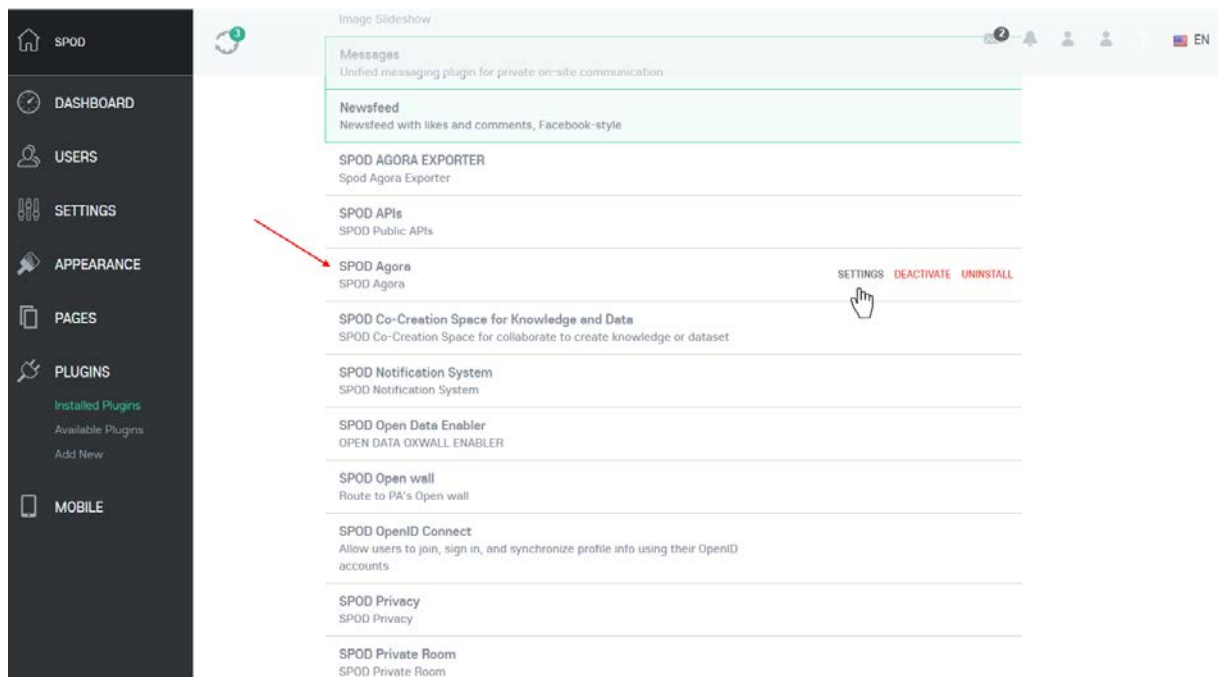 SPOD
3
2
EN
DASHBOARD
USERS
SETTINGS
APPEARANCE
PAGES
PLUGINS
Installed Plugins
Available Plugins
Add New
MOBILE
Image Slideshow
Messages
Unified messaging plugin for private on-site communication
Newsfeed
Newsfeed with likes and comments, Facebook-style
SPOD AGORA EXPORTER
Spod Agora Exporter
SPOD APIs
SPOD Public APIs
SPOD Agora
SPOD Agora
SETTINGS DEACTIVATE UNINSTALL
SPOD Co-Creation Space for Knowledge and Data
SPOD Co-Creation Space for collaborate to create knowledge or dataset
SPOD Notification System
SPOD Notification System
SPOD Open Data Enabler
OPEN DATA OXWALL ENABLER
SPOD Open wall
Route to PA's Open wall
SPOD OpenID Connect
Allow users to join, sign in, and synchronize profile info using their OpenID
accounts
SPOD Privacy
SPOD Privacy
SPOD Private Room
SPOD Private Room